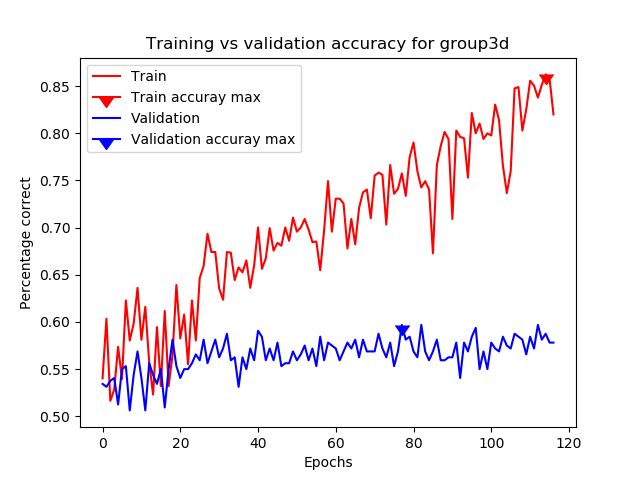 Training vs validation accuracy for group3d
Train
Train accuray max
Validation
Validation accuray max
Percentage correct
0.85
0.80
0.75
0.70
0.65
0.60
0.55
0.50
0 20 40 60 80 100 120
Epochs